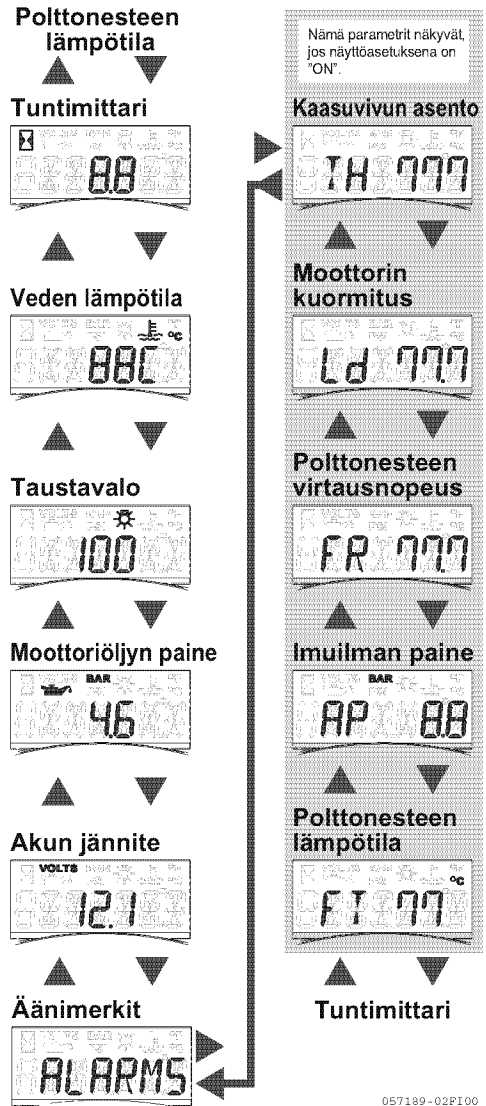 Polttonesteen
lämpötila
Tuntimittari
8.8
Veden lämpötila
°C
88C
Taustavalo
100
Moottoriöljyn paine
BAR
4.6
Akun jännite
VOLTS
12.1
Äänimerkit
ALARMS
Nämä parametrit näkyvät,
jos näyttöasetuksena on
"ON".
Kaasuvivun asento
TH 777
Moottorin
kuormitus
Ld 77.7
Polttonesteen
virtausnopeus
FR 77.7
Imuilman paine
BAR
AP 8.8
Polttonesteen
lämpötila
°C
FT 77
Tuntimittari
057189-02FI00